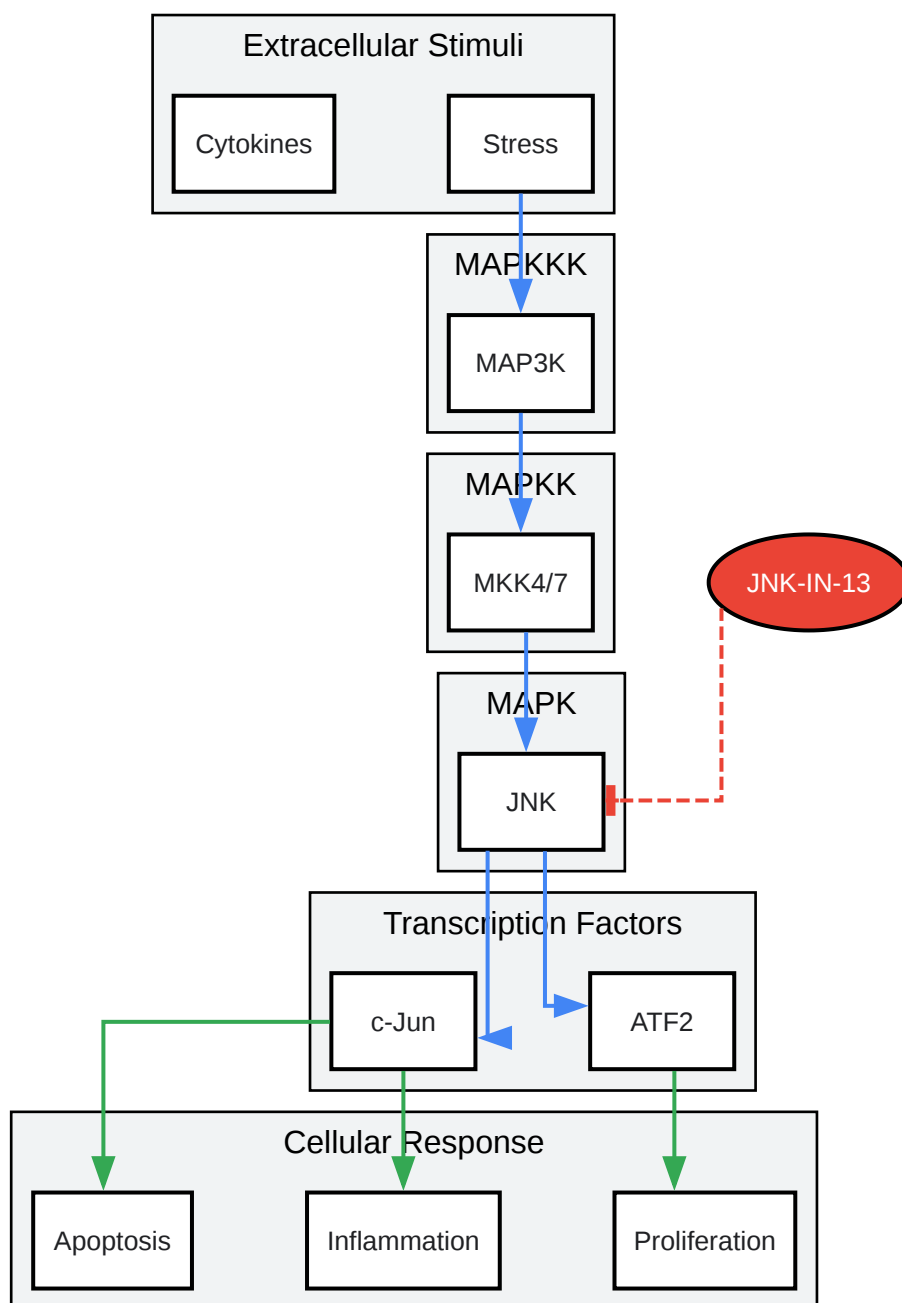 Extracellular Stimuli
Cytokines
Stress
MAPKKK
MAP3K
MAPKK
MKK4/7
JNK-IN-13
MAPK
JNK
Transcription Factors
c-Jun
ATF2
Cellular Response
Apoptosis
Inflammation
Proliferation